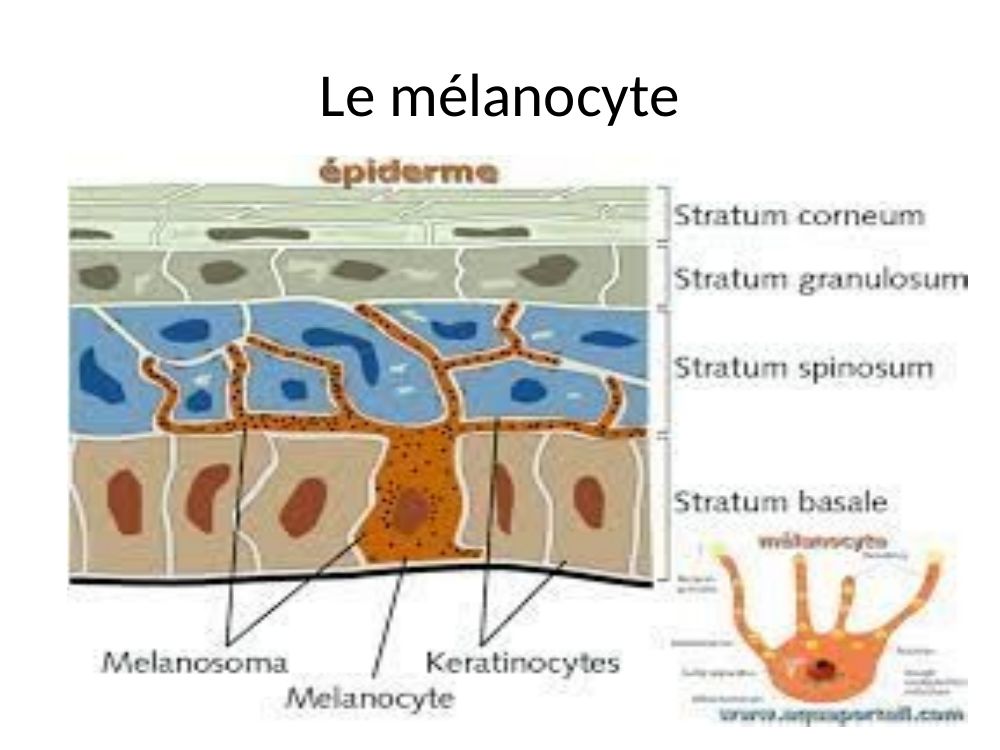 Le mélanocyte
épiderme
Stratum corneum
Stratum granulosum
Stratum spinosum
Stratum basale
mélanocyte
Melanosoma
Keratinocytes
Melanocyte
www.aquaportail.com